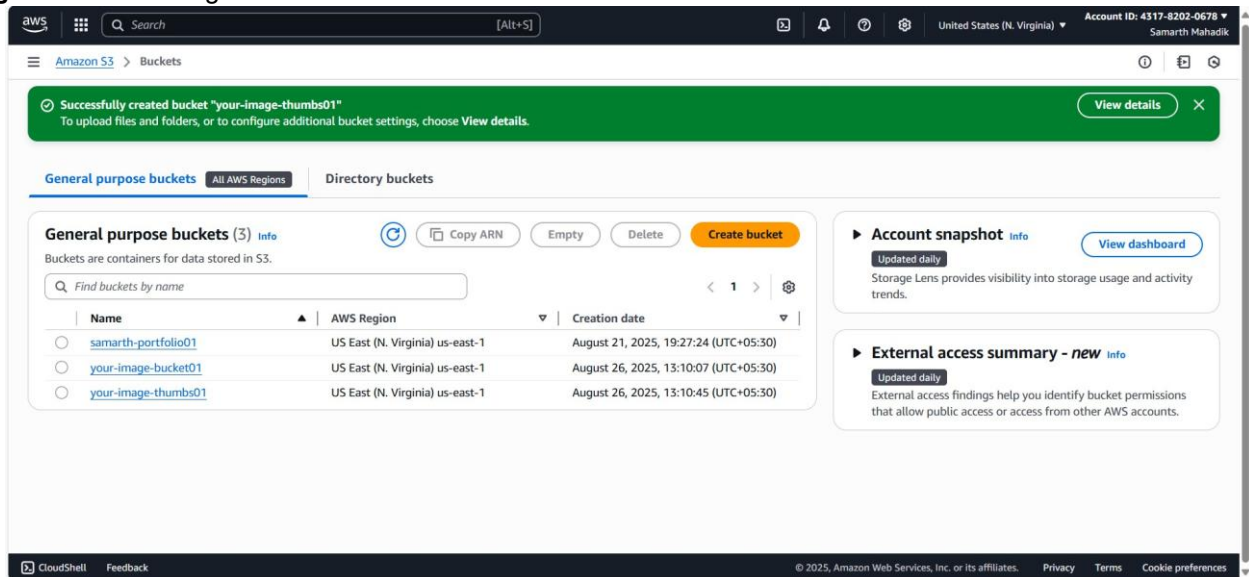 aws
Search [Alt+S]
United States (N. Virginia) ▼
Account ID: 4317-8202-0678 ▼
Samarth Mahadik
Amazon S3 > Buckets
Successfully created bucket "your-image-thumbs01"
To upload files and folders, or to configure additional bucket settings, choose View details.
View details
General purpose buckets All AWS Regions
Directory buckets
General purpose buckets (3) Info
Copy ARN
Empty
Delete
Create bucket
Buckets are containers for data stored in S3.
Find buckets by name
< 1 >
Name AWS Region Creation date
samarth-portfolio01 US East (N. Virginia) us-east-1 August 21, 2025, 19:27:24 (UTC+05:30)
your-image-bucket01 US East (N. Virginia) us-east-1 August 26, 2025, 13:10:07 (UTC+05:30)
your-image-thumbs01 US East (N. Virginia) us-east-1 August 26, 2025, 13:10:45 (UTC+05:30)
Account snapshot Info
View dashboard
Updated daily
Storage Lens provides visibility into storage usage and activity
trends.
External access summary - new Info
Updated daily
External access findings help you identify bucket permissions
that allow public access or access from other AWS accounts.
CloudShell Feedback
© 2025, Amazon Web Services, Inc. or its affiliates. Privacy Terms Cookie preferences